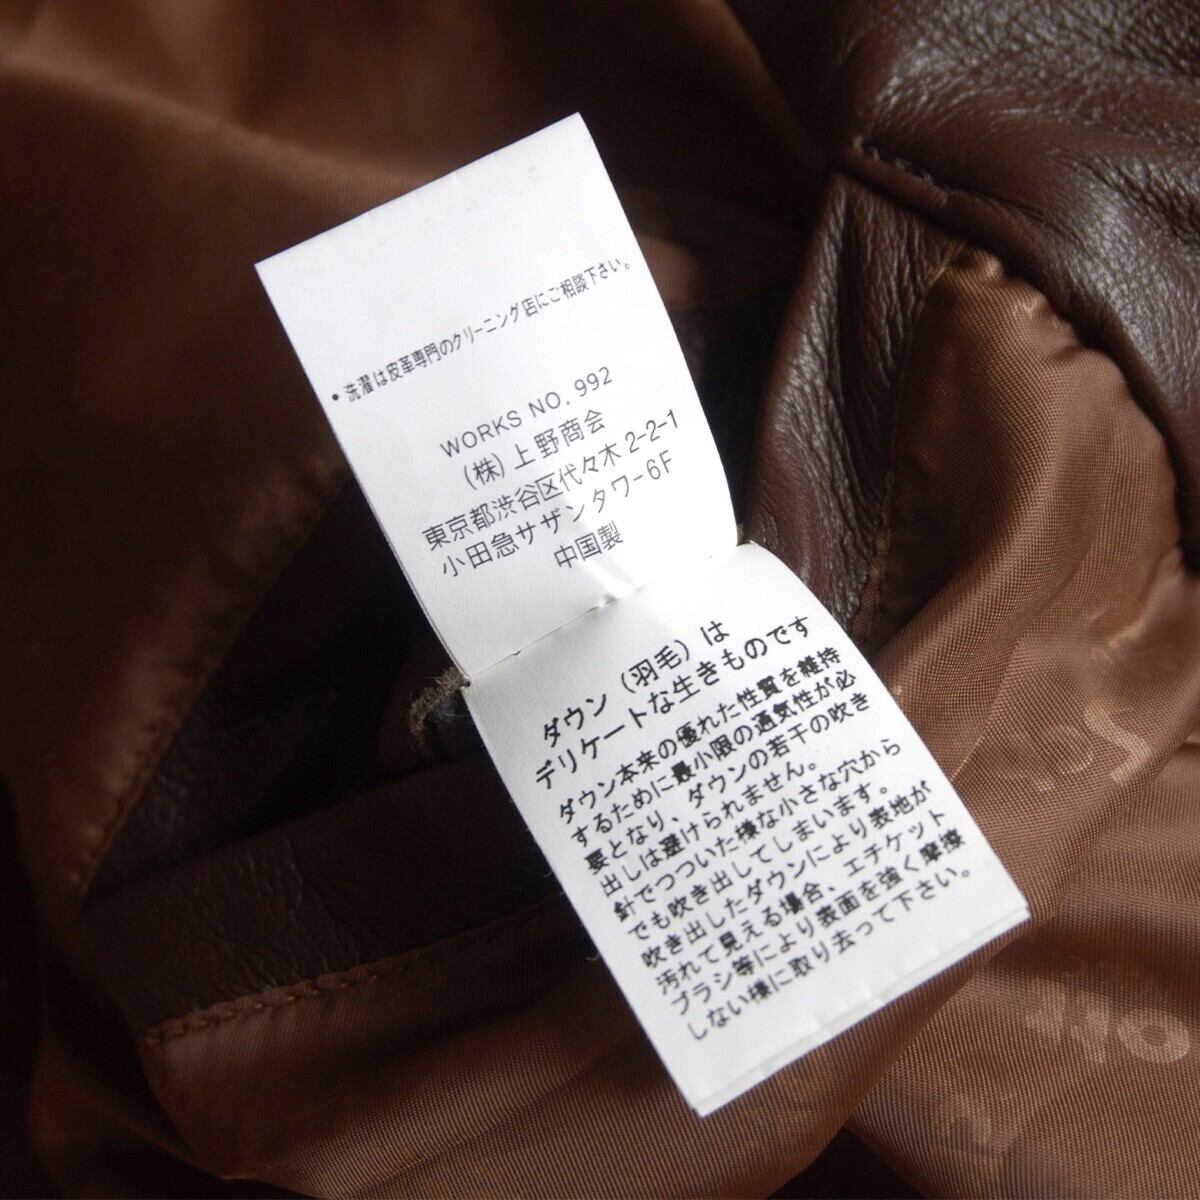 • 洗濯は皮革専門のクリーニング店にご相談下さい。
WORKS NO. 992
(株)上野商会
東京都渋谷区代々木2-2-1
小田急サザンタワー6F
中国製
ダウン(羽毛)は
デリケートな生きものです
ダウン本来の優れた性質を維持
するために最小限の通気性が必
要となり、ダウンの若干の吹き
出しは避けられません。
針でつついた様な小さな穴から
でも吹き出してしまいます。
吹き出したダウンにより表地が
汚れて見える場合、エチケット
ブラシ等により表面を強く摩擦
しない様に取り去って下さい。